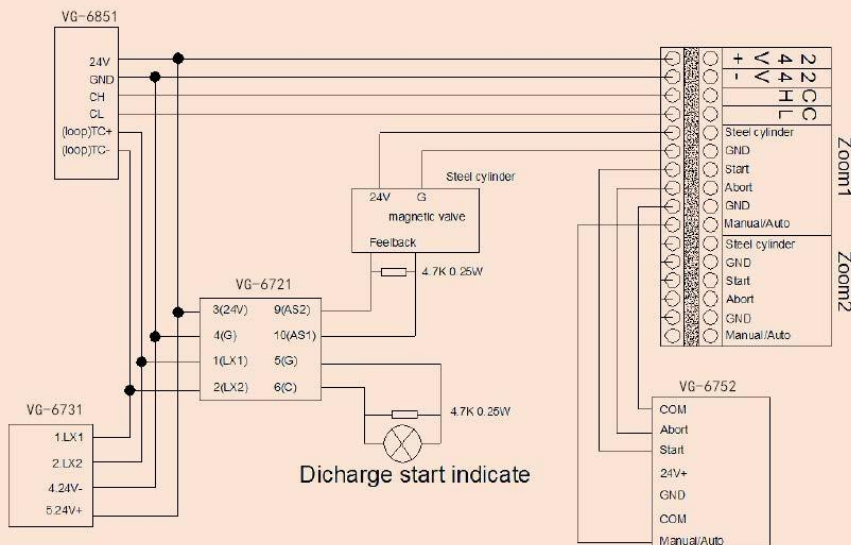 VG-6851
24V
GND
CH
CL
(loop)TC+
(loop)TC-
+ V 4 2
- V 4 2
H C
L C
Steel cylinder
GND
Start
Abort
GND
Manual/Auto
Steel cylinder
GND
Start
Abort
GND
Manual/Auto
Zoom1
Zoom2
Steel cylinder
24V G
magnetic valve
Feelback
4.7K 0.25W
VG-6721
3(24V) 9(AS2)
4(G) 10(AS1)
1(LX1) 5(G)
2(LX2) 6(C)
4.7K 0.25W
Dicharge start indicate
VG-6731
1.LX1
2.LX2
4.24V-
5.24V+
VG-6752
COM
Abort
Start
24V+
GND
COM
Manual/Auto